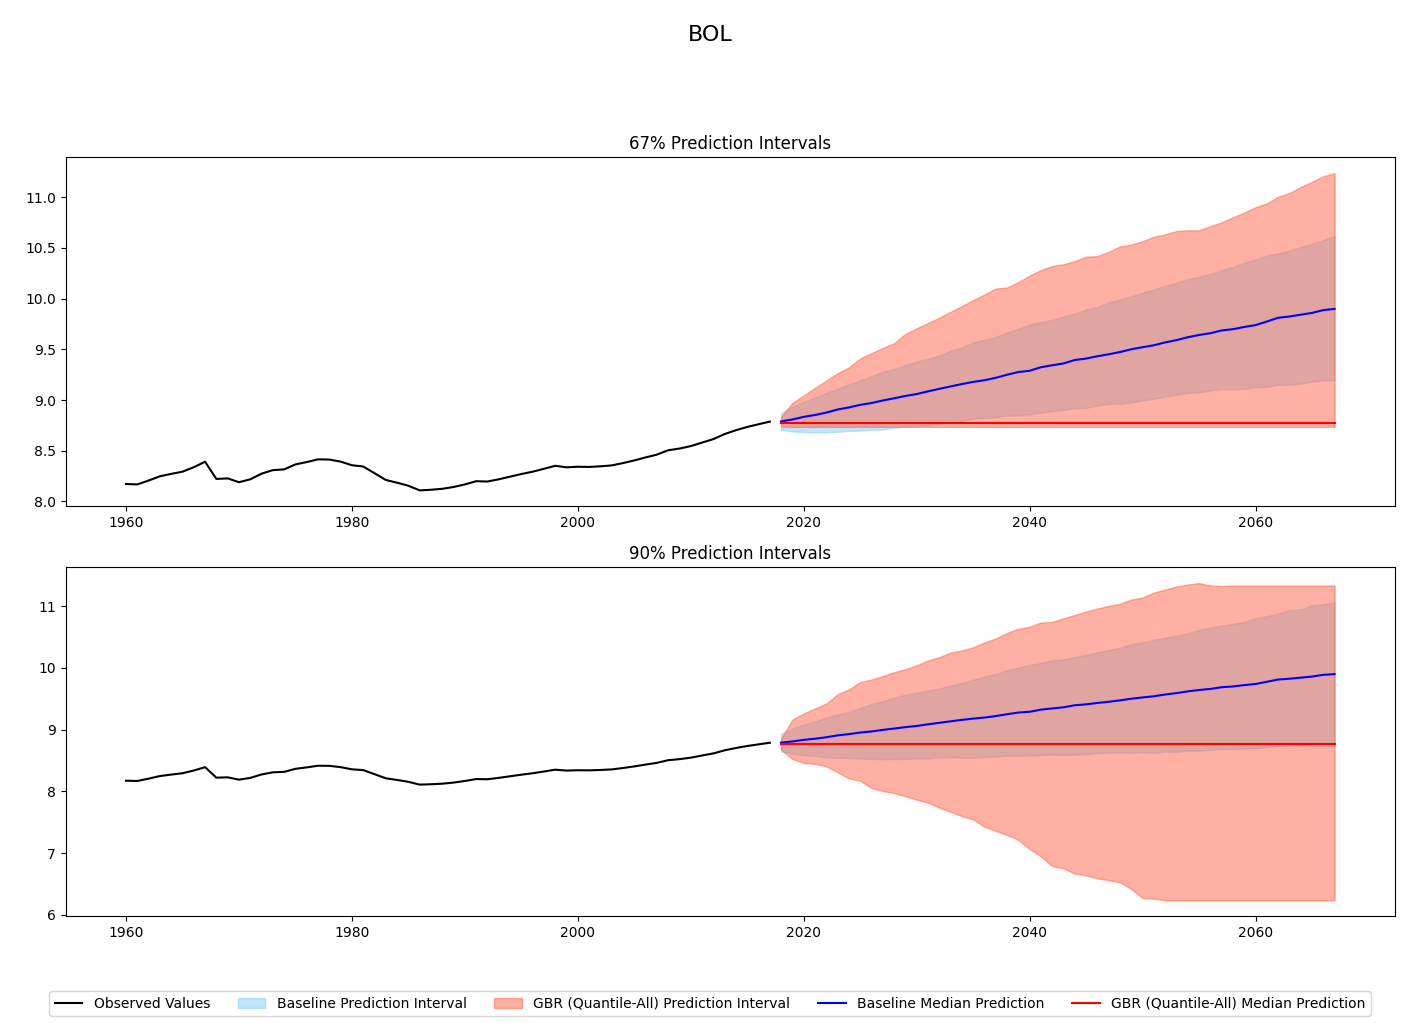 BOL
67% Prediction Intervals
11.0
10.5
10.0
9.5
9.0
8.5
8.0
1960 1980 2000 2020 2040 2060
90% Prediction Intervals
11
10
9
8
7
6
1960 1980 2000 2020 2040 2060
Observed Values Baseline Prediction Interval GBR (Quantile-All) Prediction Interval Baseline Median Prediction GBR (Quantile-All) Median Prediction